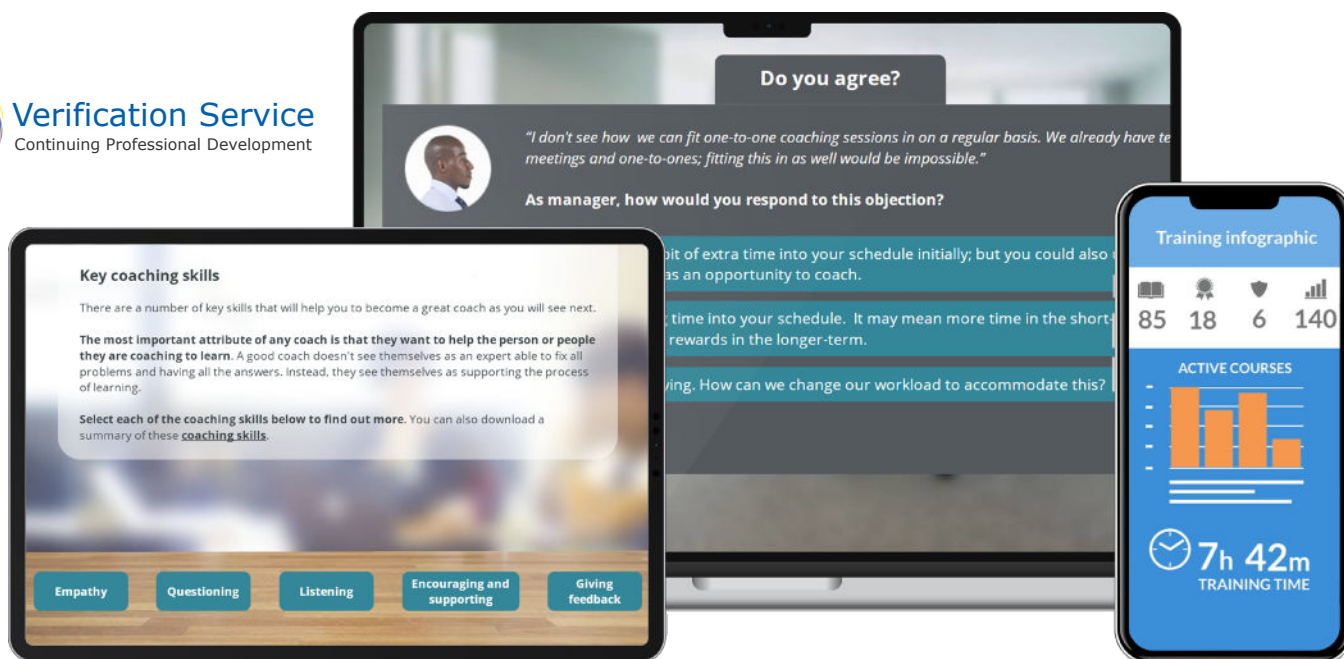 Verification Service
Continuing Professional Development
Do you agree?
"I don't see how we can fit one-to-one coaching sessions in on a regular basis. We already have
meetings and one-to-ones; fitting this in as well would be impossible."
As manager, how would you respond to this objection?
bit of extra time into your schedule initially; but you could also
as an opportunity to coach.
time into your schedule. It may mean more time in the short-
rewards in the longer-term.
How can we change our workload to accommodate this?
Key coaching skills
There are a number of key skills that will help you to become a great coach as you will see next.
The most important attribute of any coach is that they want to help the person or people
they are coaching to learn. A good coach doesn't see themselves as an expert able to fix all
problems and having all the answers. Instead, they see themselves as supporting the process
of learning.
Select each of the coaching skills below to find out more. You can also download a
summary of these coaching skills.
Empathy
Questioning
Listening
Encouraging and
supporting
Giving
feedback
Training infographic
85 18 6 140
ACTIVE COURSES
7h 42m
TRAINING TIME